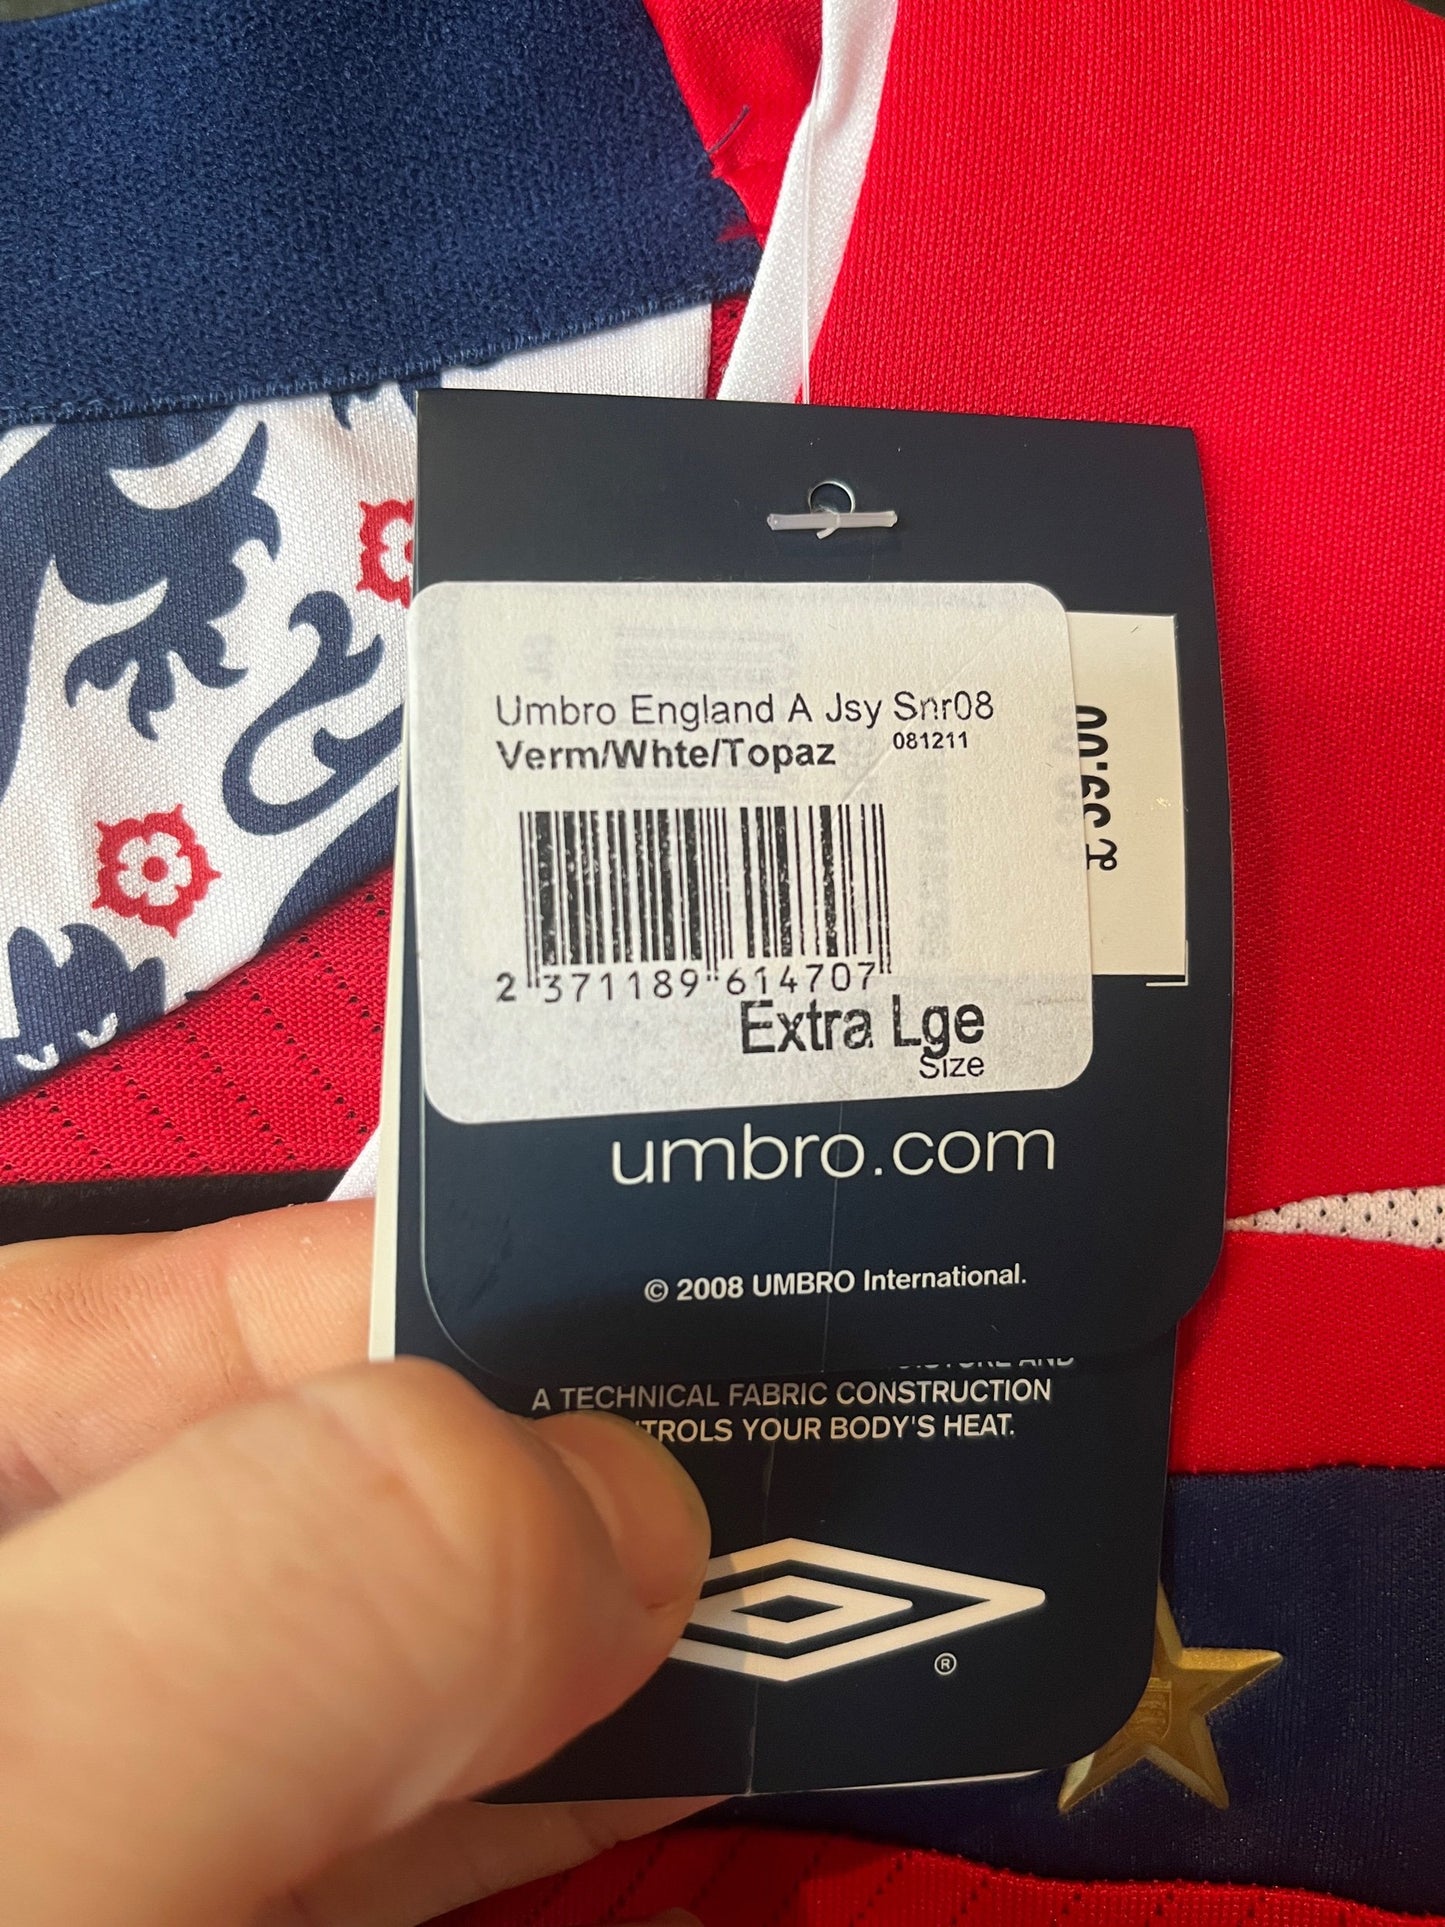 Umbro England A Jsy Snr08
Verm/Whte/Topaz 081211
2 371189 614707
Extra Lge
Size
umbro.com
© 2008 UMBRO International.
AND
A TECHNICAL FABRIC CONSTRUCTION
YOUR BODY'S HEAT.
®